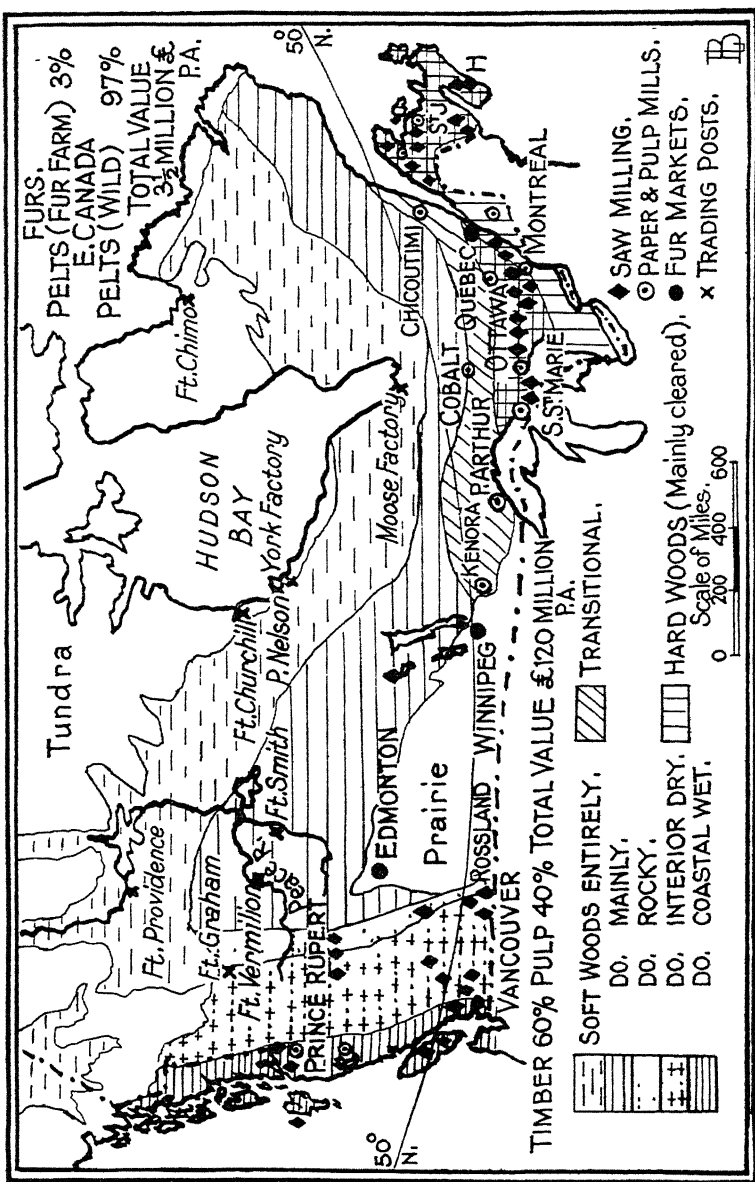 FURS.
PELTS (FUR FARM) 3%
E. CANADA
PELTS (WILD) 97%
TOTAL VALUE
3½ MILLION £
P.A.
50° N.
Tundra
HUDSON
BAY
Ft. Chimo
Ft. Providence
Ft. Graham
Ft. Vermilion
Peace R.
Ft. Smith
Ft. Churchill
P. Nelson
York Factory
Moose Factory
PRINCE RUPERT
EDMONTON
Prairie
ROSSLAND
WINNIPEG
KENORA
P. ARTHUR
COBALT
CHICOUTIMI
QUEBEC
OTTAWA
S. STE MARIE
MONTREAL
ST. J.
H
VANCOUVER
50° N.
TIMBER 60% PULP 40% TOTAL VALUE £120 MILLION
P.A.
SOFT WOODS ENTIRELY.
DO. MAINLY.
DO. ROCKY.
DO. INTERIOR DRY.
DO. COASTAL WET.
TRANSITIONAL.
HARD WOODS (Mainly cleared).
Scale of Miles.
0 200 400 600
SAW MILLING.
PAPER & PULP MILLS.
FUR MARKETS.
TRADING POSTS.